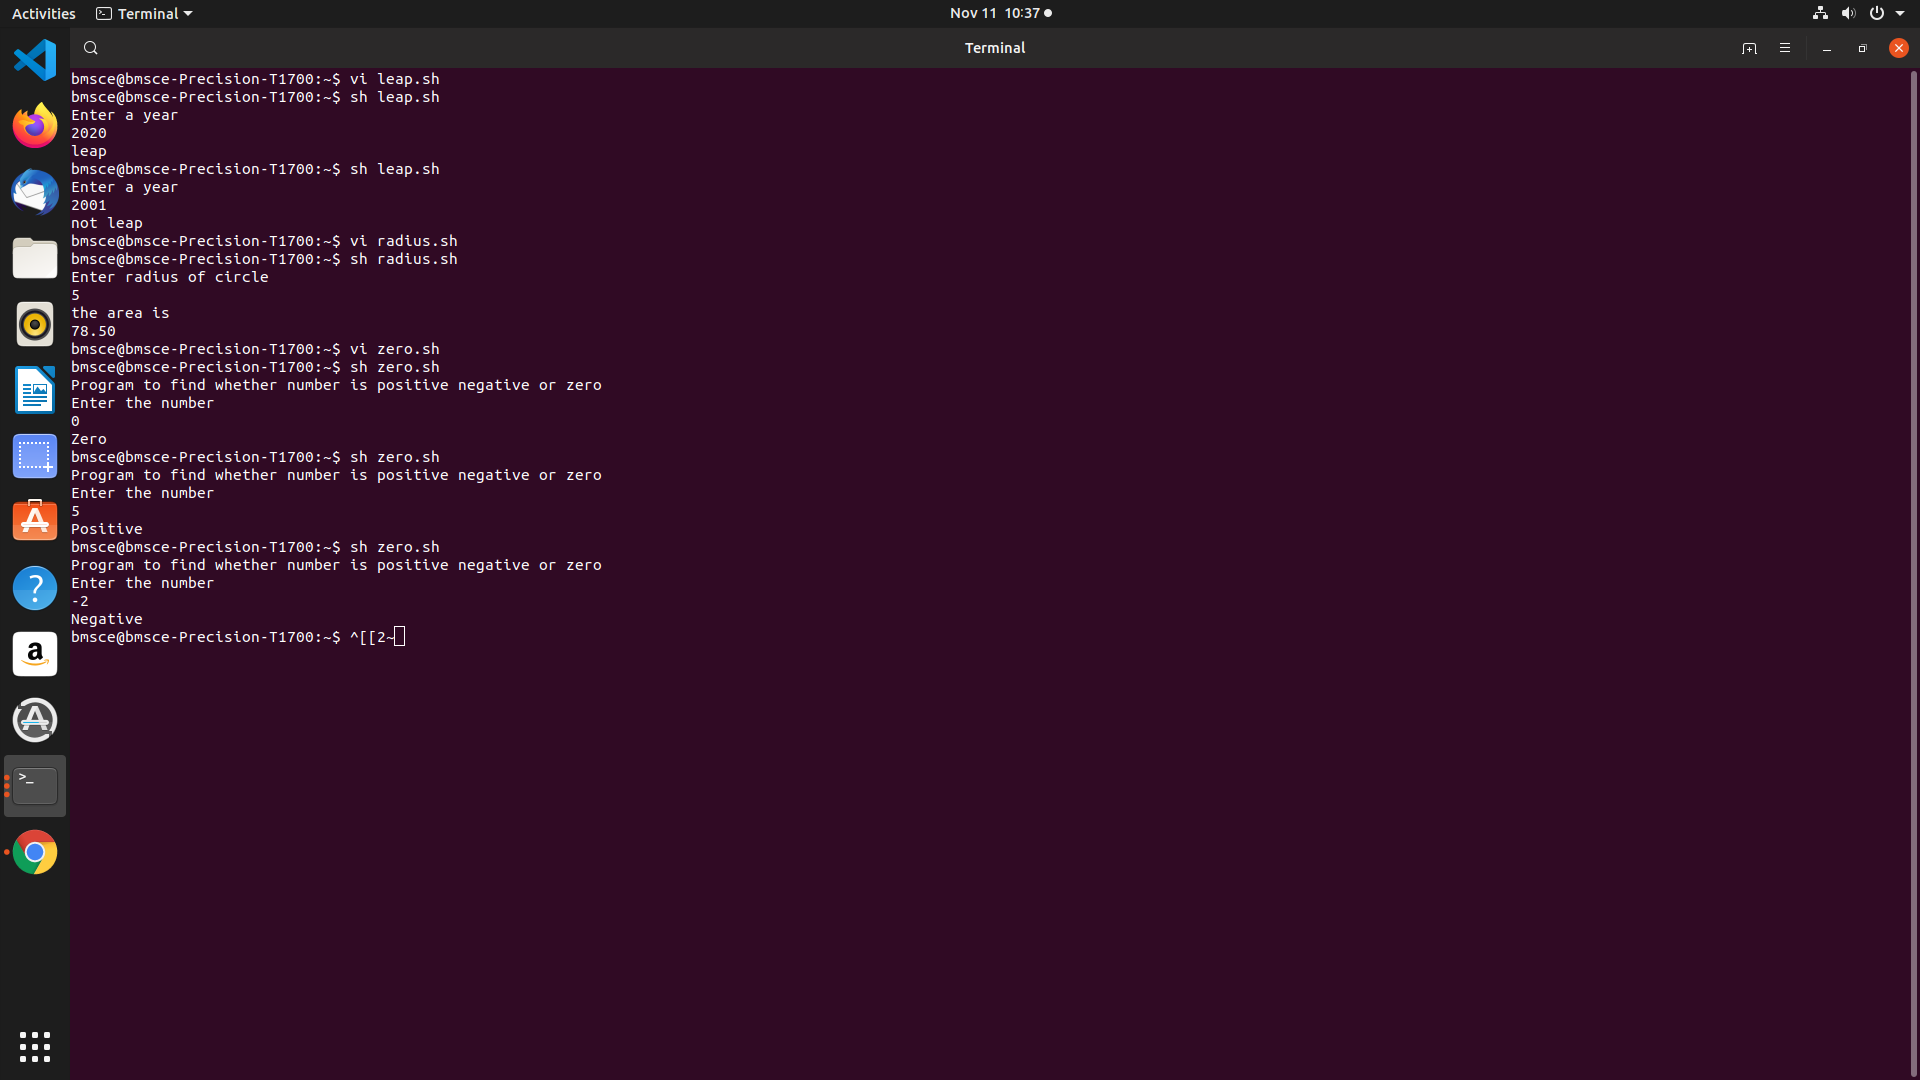 Activities Terminal Nov 11 10:37
Terminal
bmsce@bmsce-Precision-T1700:~$ vi leap.sh
bmsce@bmsce-Precision-T1700:~$ sh leap.sh
Enter a year
2020
leap
bmsce@bmsce-Precision-T1700:~$ sh leap.sh
Enter a year
2001
not leap
bmsce@bmsce-Precision-T1700:~$ vi radius.sh
bmsce@bmsce-Precision-T1700:~$ sh radius.sh
Enter radius of circle
5
the area is
78.50
bmsce@bmsce-Precision-T1700:~$ vi zero.sh
bmsce@bmsce-Precision-T1700:~$ sh zero.sh
Program to find whether number is positive negative or zero
Enter the number
0
Zero
bmsce@bmsce-Precision-T1700:~$ sh zero.sh
Program to find whether number is positive negative or zero
Enter the number
5
Positive
bmsce@bmsce-Precision-T1700:~$ sh zero.sh
Program to find whether number is positive negative or zero
Enter the number
-2
Negative
bmsce@bmsce-Precision-T1700:~$ ^[[2~